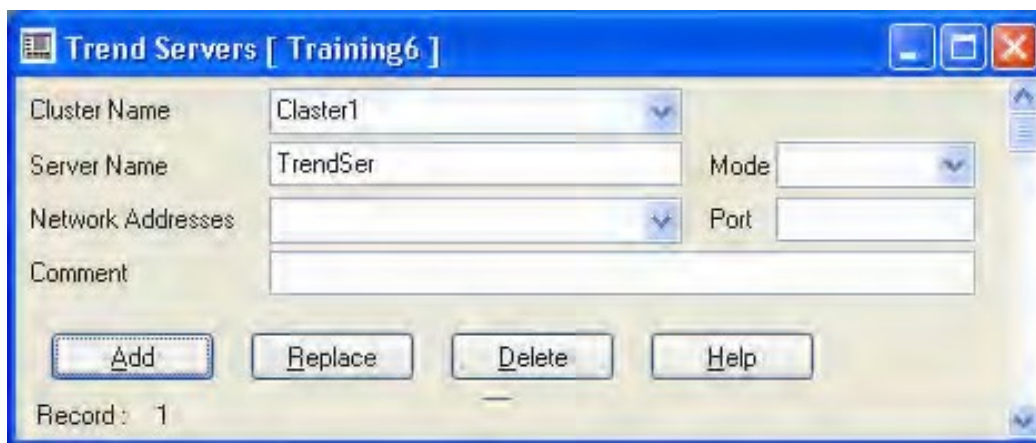 Trend Servers [ Training6 ]
Cluster Name Claster1
Server Name TrendSer Mode
Network Addresses Port
Comment
Add Replace Delete Help
Record : 1